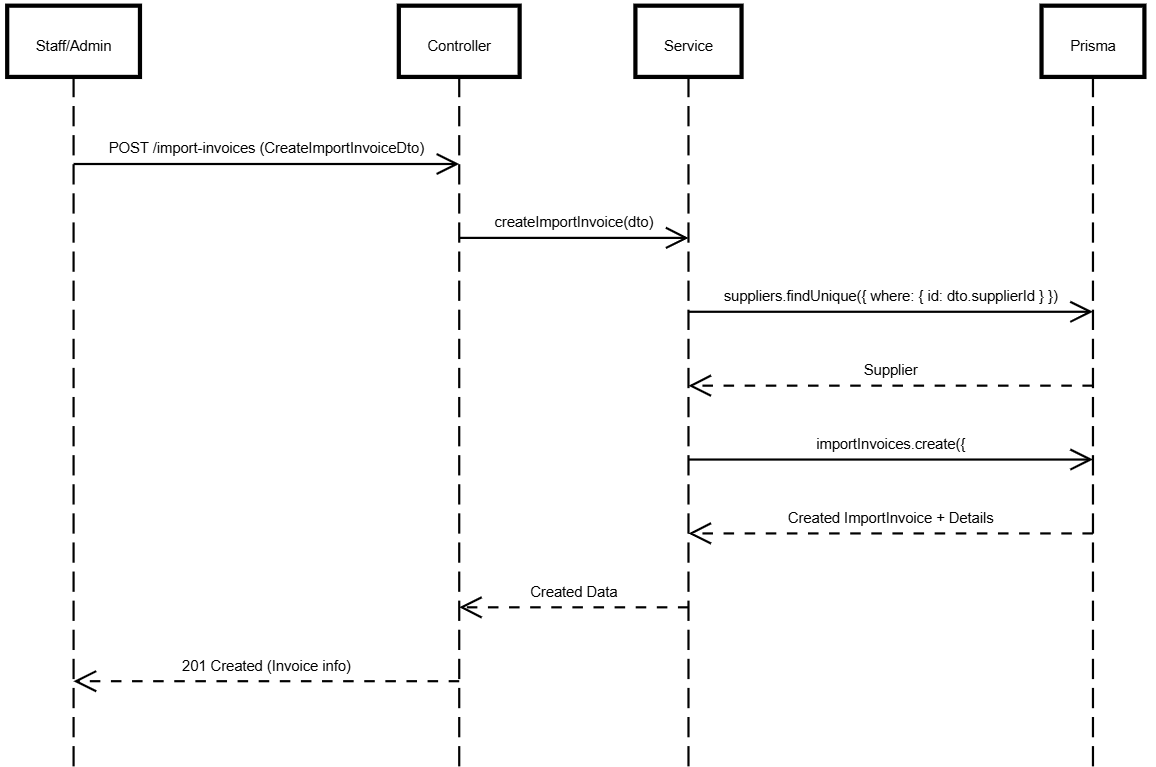 Staff/Admin
Controller
Service
Prisma
POST /import-invoices (CreateImportInvoiceDto)
createImportInvoice(dto)
suppliers.findUnique({ where: { id: dto.supplierId } })
Supplier
importInvoices.create({
Created ImportInvoice + Details
Created Data
201 Created (Invoice info)